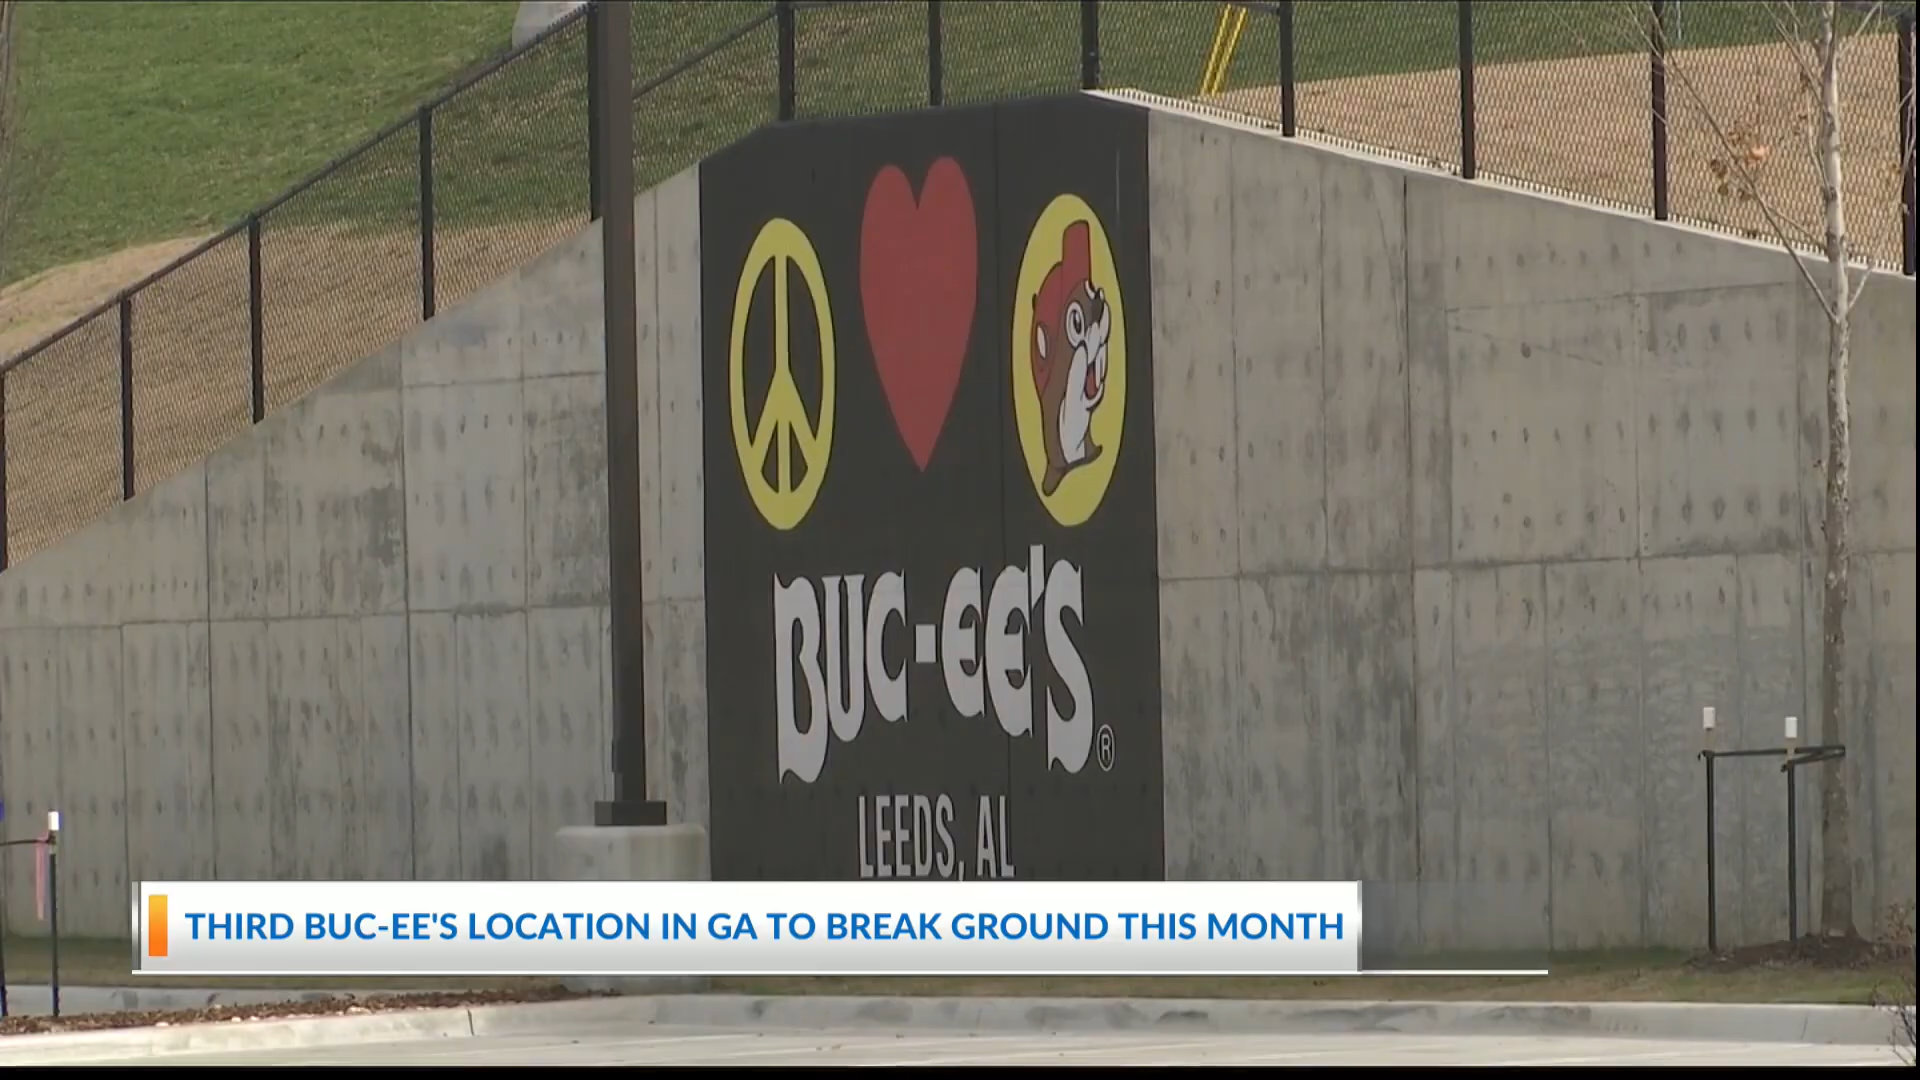 BUC-EE'S®
LEEDS, AL
THIRD BUC-EE'S LOCATION IN GA TO BREAK GROUND THIS MONTH